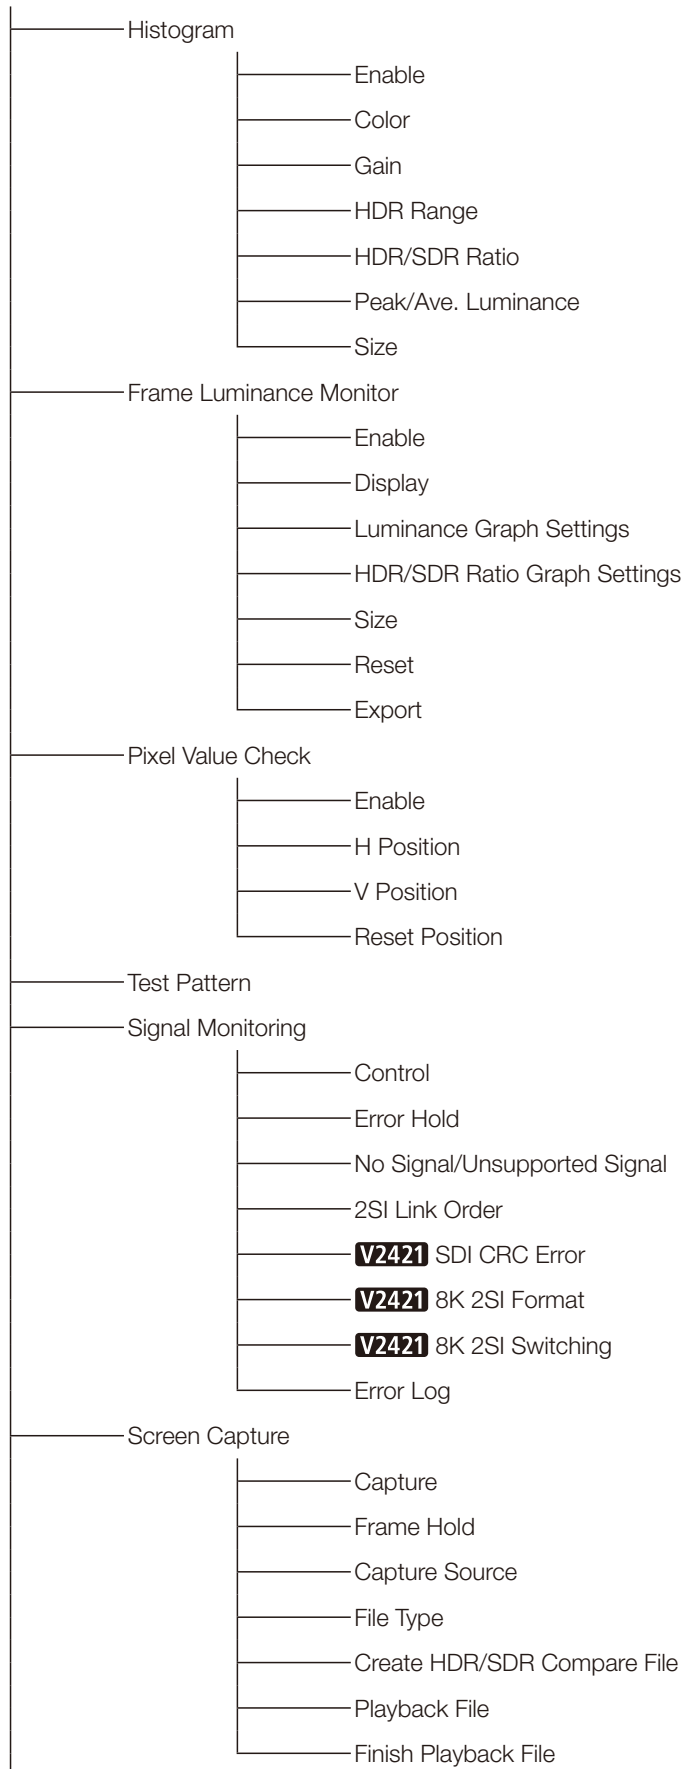 Histogram
Enable
Color
Gain
HDR Range
HDR/SDR Ratio
Peak/Ave. Luminance
Size
Frame Luminance Monitor
Enable
Display
Luminance Graph Settings
HDR/SDR Ratio Graph Settings
Size
Reset
Export
Pixel Value Check
Enable
H Position
V Position
Reset Position
Test Pattern
Signal Monitoring
Control
Error Hold
No Signal/Unsupported Signal
2SI Link Order
V2421 SDI CRC Error
V2421 8K 2SI Format
V2421 8K 2SI Switching
Error Log
Screen Capture
Capture
Frame Hold
Capture Source
File Type
Create HDR/SDR Compare File
Playback File
Finish Playback File